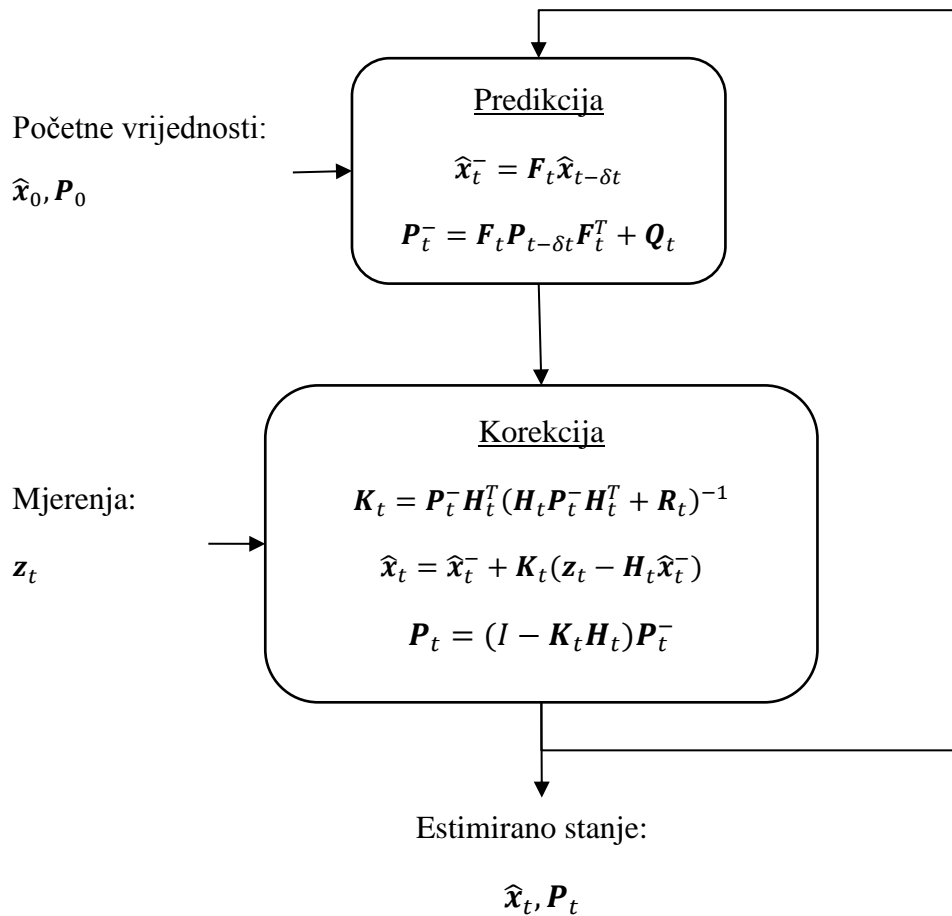 Predikcija
Početne vrijednosti:
x̂₀, P₀
x̂ₜ⁻ = Fₜx̂ₜ₋δₜ
Pₜ⁻ = FₜPₜ₋δₜFₜᵀ + Qₜ
Korekcija
Mjerenja:
zₜ
Kₜ = Pₜ⁻Hₜᵀ(HₜPₜ⁻Hₜᵀ + Rₜ)⁻¹
x̂ₜ = x̂ₜ⁻ + Kₜ(zₜ − Hₜx̂ₜ⁻)
Pₜ = (I − KₜHₜ)Pₜ⁻
Estimirano stanje:
x̂ₜ, Pₜ